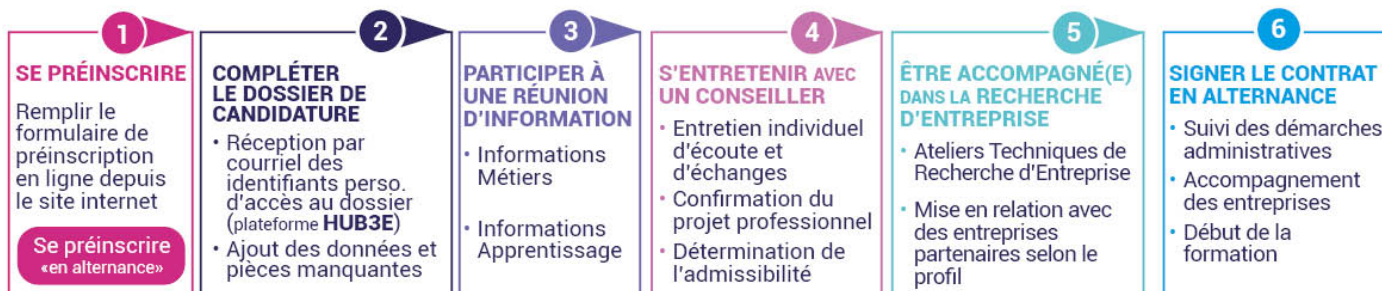 1
SE PRÉINSCRIRE
Remplir le
formulaire de
préinscription
en ligne depuis
le site internet
Se préinscrire
«en alternance»
2
COMPLÉTER
LE DOSSIER DE
CANDIDATURE
• Réception par
courriel des
identifiants perso.
d'accès au dossier
(plateforme HUB3E)
• Ajout des données et
pièces manquantes
3
PARTICIPER À
UNE RÉUNION
D'INFORMATION
• Informations
Métiers
• Informations
Apprentissage
4
S'ENTRETENIR AVEC
UN CONSEILLER
• Entretien individuel
d'écoute et
d'échanges
• Confirmation du
projet professionnel
• Détermination de
l'admissibilité
5
ÊTRE ACCOMPAGNÉ(E)
DANS LA RECHERCHE
D'ENTREPRISE
• Ateliers Techniques de
Recherche d'Entreprise
• Mise en relation avec
des entreprises
partenaires selon le
profil
6
SIGNER LE CONTRAT
EN ALTERNANCE
• Suivi des démarches
administratives
• Accompagnement
des entreprises
• Début de la
formation